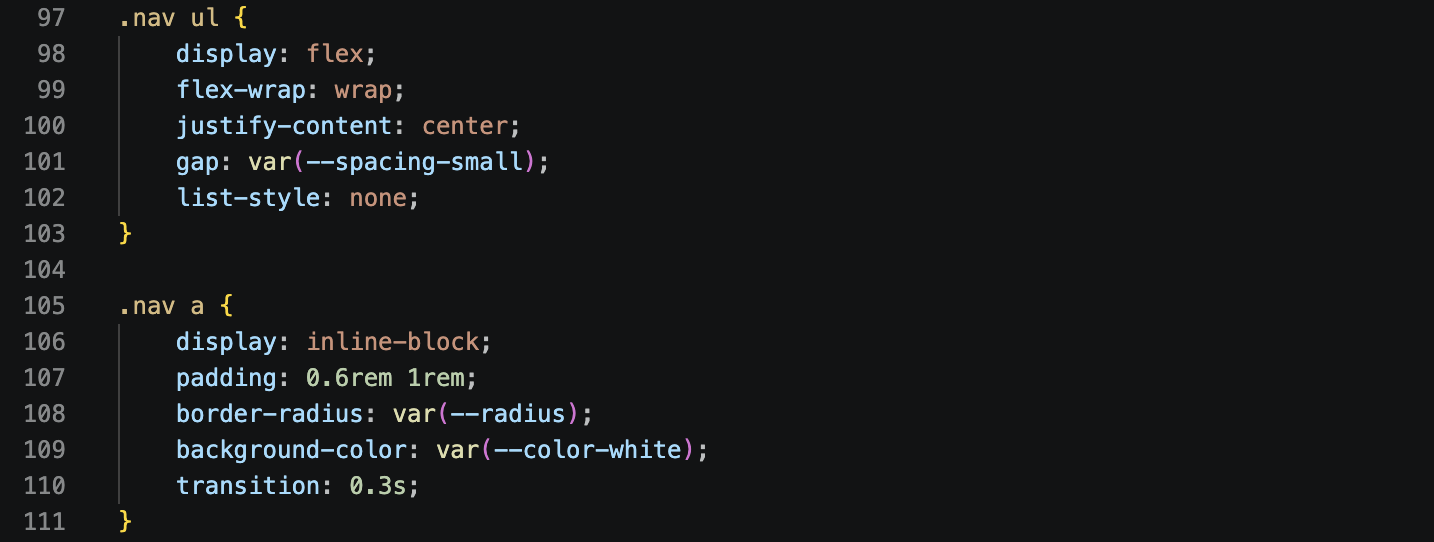 97 .nav ul {
98     display: flex;
99     flex-wrap: wrap;
100     justify-content: center;
101     gap: var(--spacing-small);
102     list-style: none;
103 }
104
105 .nav a {
106     display: inline-block;
107     padding: 0.6rem 1rem;
108     border-radius: var(--radius);
109     background-color: var(--color-white);
110     transition: 0.3s;
111 }